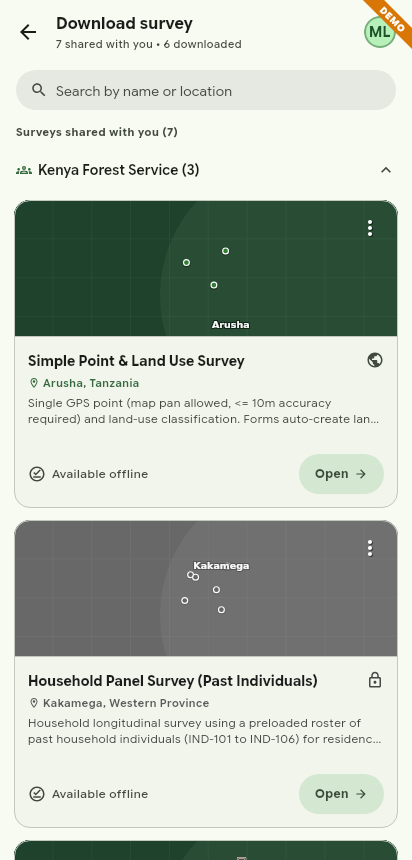 Download survey
7 shared with you • 6 downloaded
ML
DEMO
Search by name or location
Surveys shared with you (7)
Kenya Forest Service (3)
Arusha
Simple Point & Land Use Survey
Arusha, Tanzania
Single GPS point (map pan allowed, <= 10m accuracy
required) and land-use classification. Forms auto-create lan...
Available offline
Open
Kakamega
Household Panel Survey (Past Individuals)
Kakamega, Western Province
Household longitudinal survey using a preloaded roster of
past household individuals (IND-101 to IND-106) for residenc...
Available offline
Open